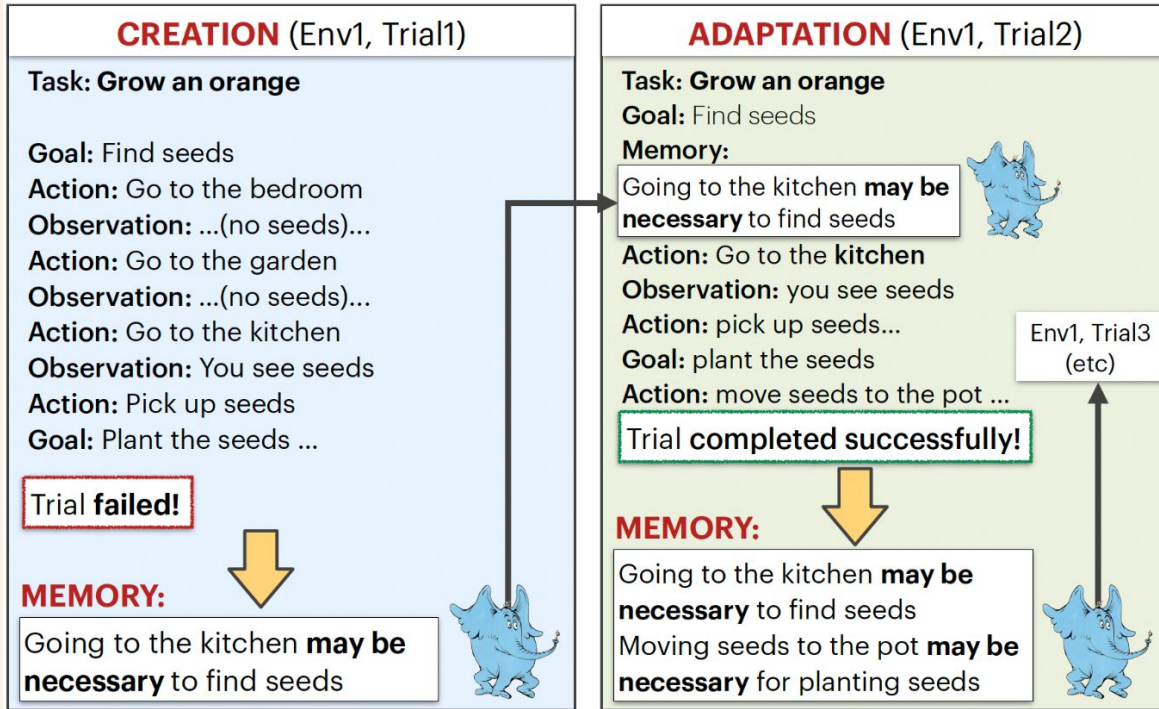 CREATION (Env1, Trial1)
Task: Grow an orange
Goal: Find seeds
Action: Go to the bedroom
Observation: ...(no seeds)...
Action: Go to the garden
Observation: ...(no seeds)...
Action: Go to the kitchen
Observation: You see seeds
Action: Pick up seeds
Goal: Plant the seeds ...
Trial failed!
MEMORY:
Going to the kitchen may be
necessary to find seeds
ADAPTATION (Env1, Trial2)
Task: Grow an orange
Goal: Find seeds
Memory:
Going to the kitchen may be
necessary to find seeds
Action: Go to the kitchen
Observation: you see seeds
Action: pick up seeds...
Goal: plant the seeds
Action: move seeds to the pot ...
Trial completed successfully!
Env1, Trial3
(etc)
MEMORY:
Going to the kitchen may be
necessary to find seeds
Moving seeds to the pot may be
necessary for planting seeds